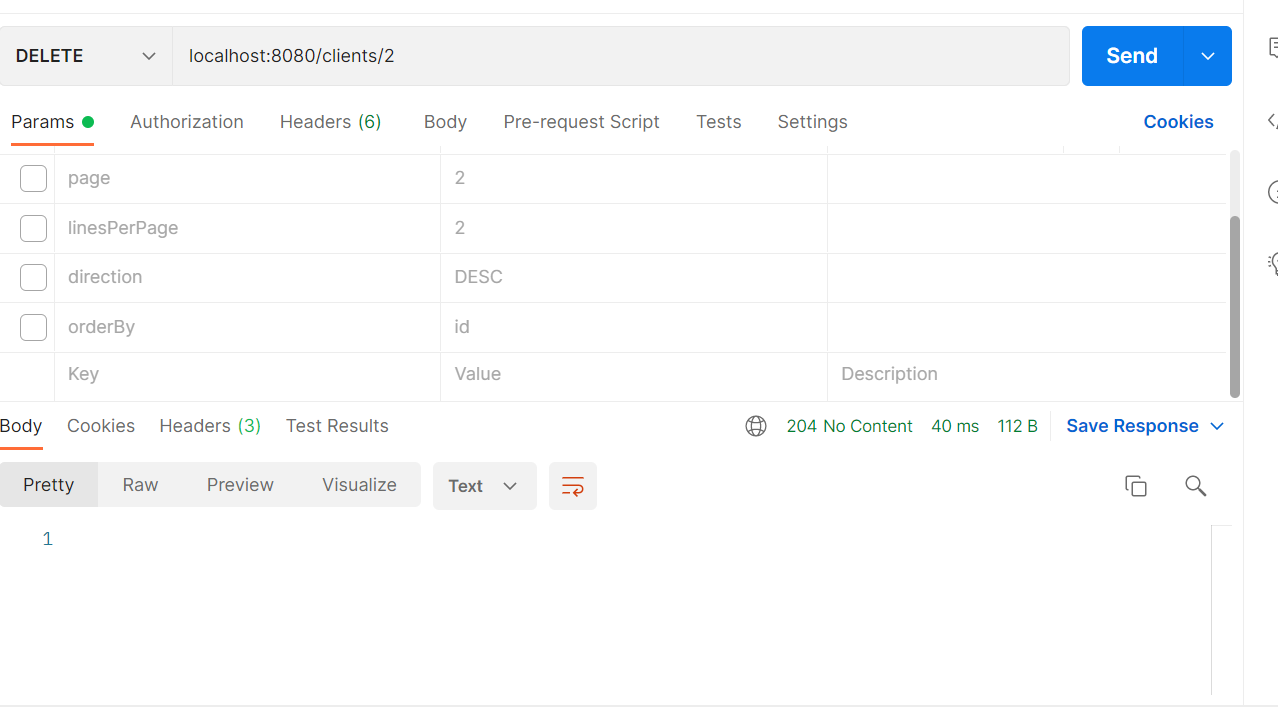 DELETE localhost:8080/clients/2 Send
Params Authorization Headers (6) Body Pre-request Script Tests Settings Cookies
page 2
linesPerPage 2
direction DESC
orderBy id
Key Value Description
Body Cookies Headers (3) Test Results 204 No Content 40 ms 112 B Save Response
Pretty Raw Preview Visualize Text
1